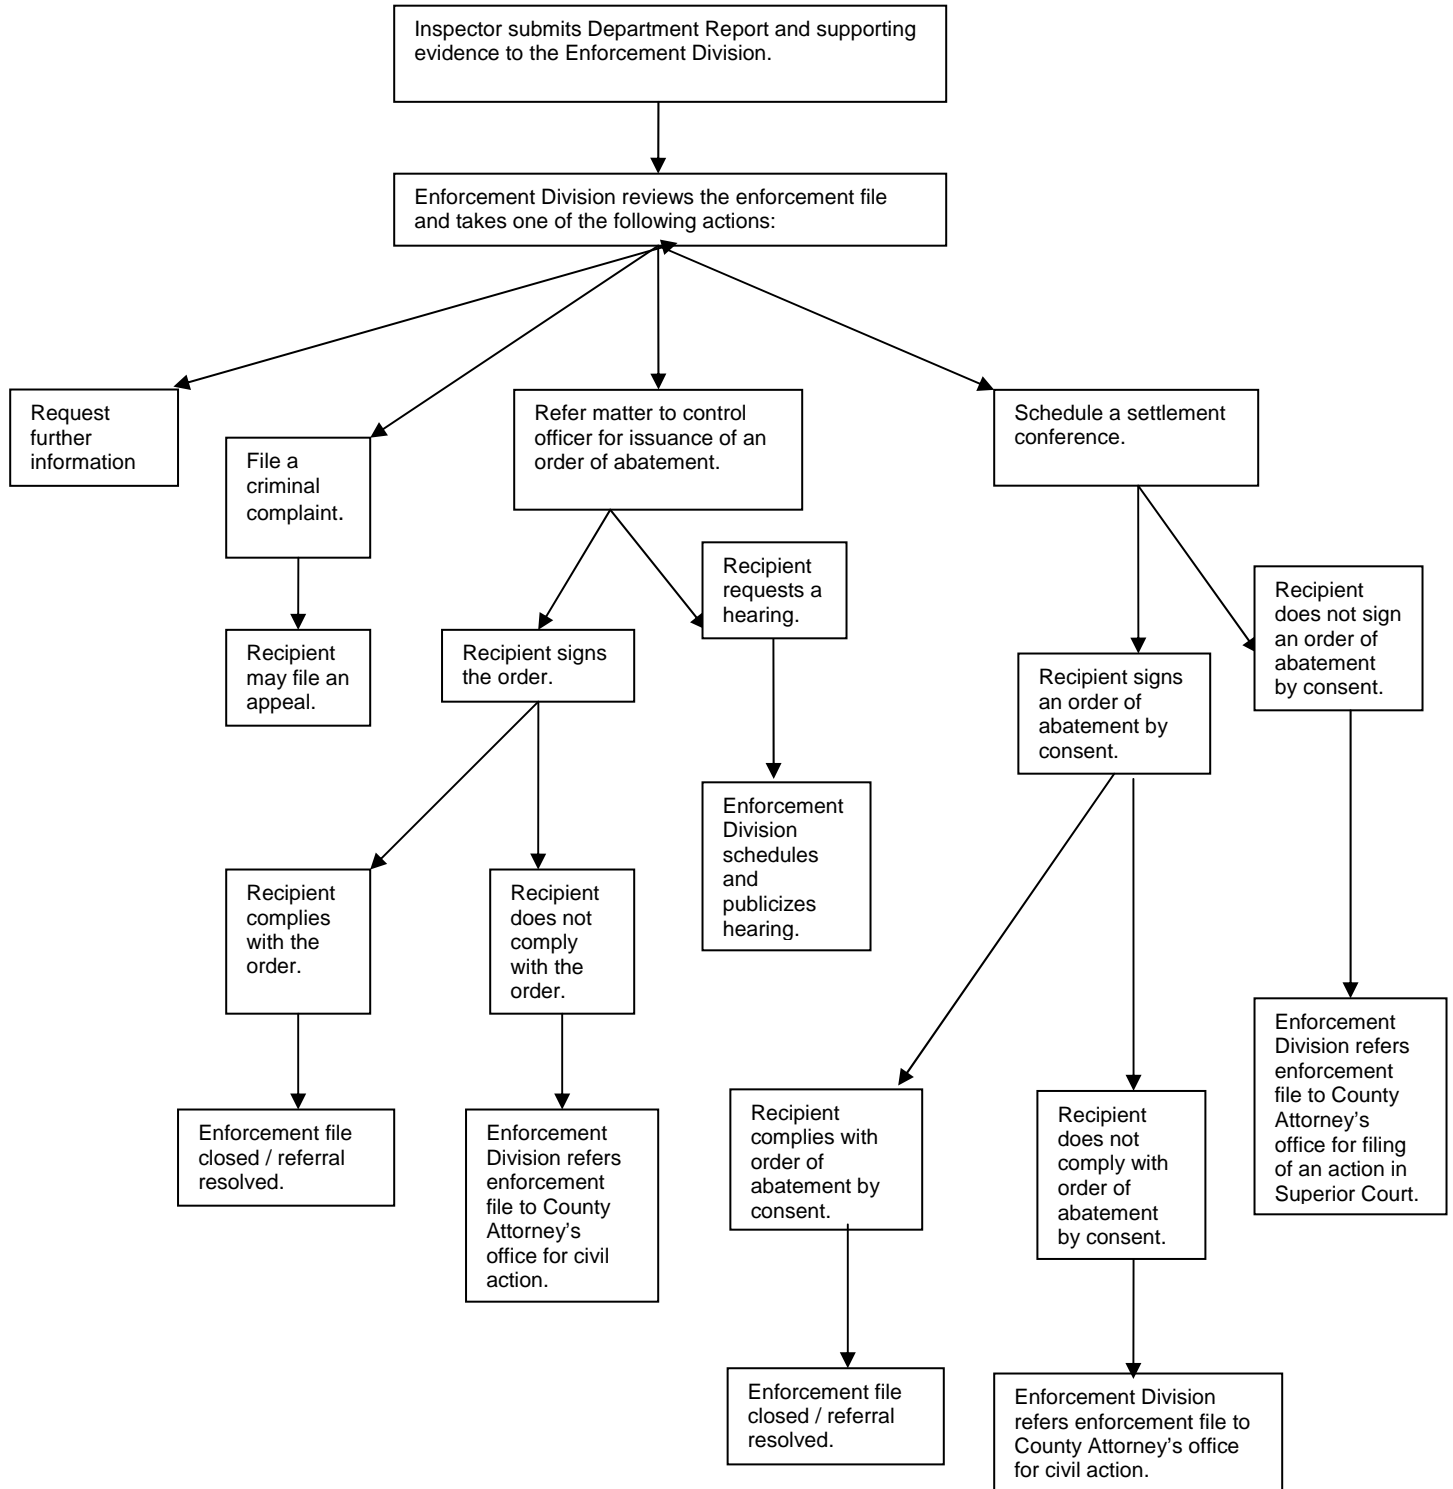 Inspector submits Department Report and supporting
evidence to the Enforcement Division.
Enforcement Division reviews the enforcement file
and takes one of the following actions:
Request
further
information
File a
criminal
complaint.
Refer matter to control
officer for issuance of an
order of abatement.
Schedule a settlement
conference.
Recipient
may file an
appeal.
Recipient signs
the order.
Recipient
requests a
hearing.
Recipient signs
an order of
abatement by
consent.
Recipient
does not sign
an order of
abatement
by consent.
Recipient
complies
with the
order.
Recipient
does not
comply
with the
order.
Enforcement
Division
schedules
and
publicizes
hearing.
Enforcement file
closed / referral
resolved.
Enforcement
Division refers
enforcement
file to County
Attorney’s
office for civil
action.
Recipient
complies with
order of
abatement by
consent.
Recipient
does not
comply with
order of
abatement
by consent.
Enforcement
Division refers
enforcement
file to County
Attorney’s
office for filing
of an action in
Superior Court.
Enforcement file
closed / referral
resolved.
Enforcement Division
refers enforcement file to
County Attorney’s office
for civil action.